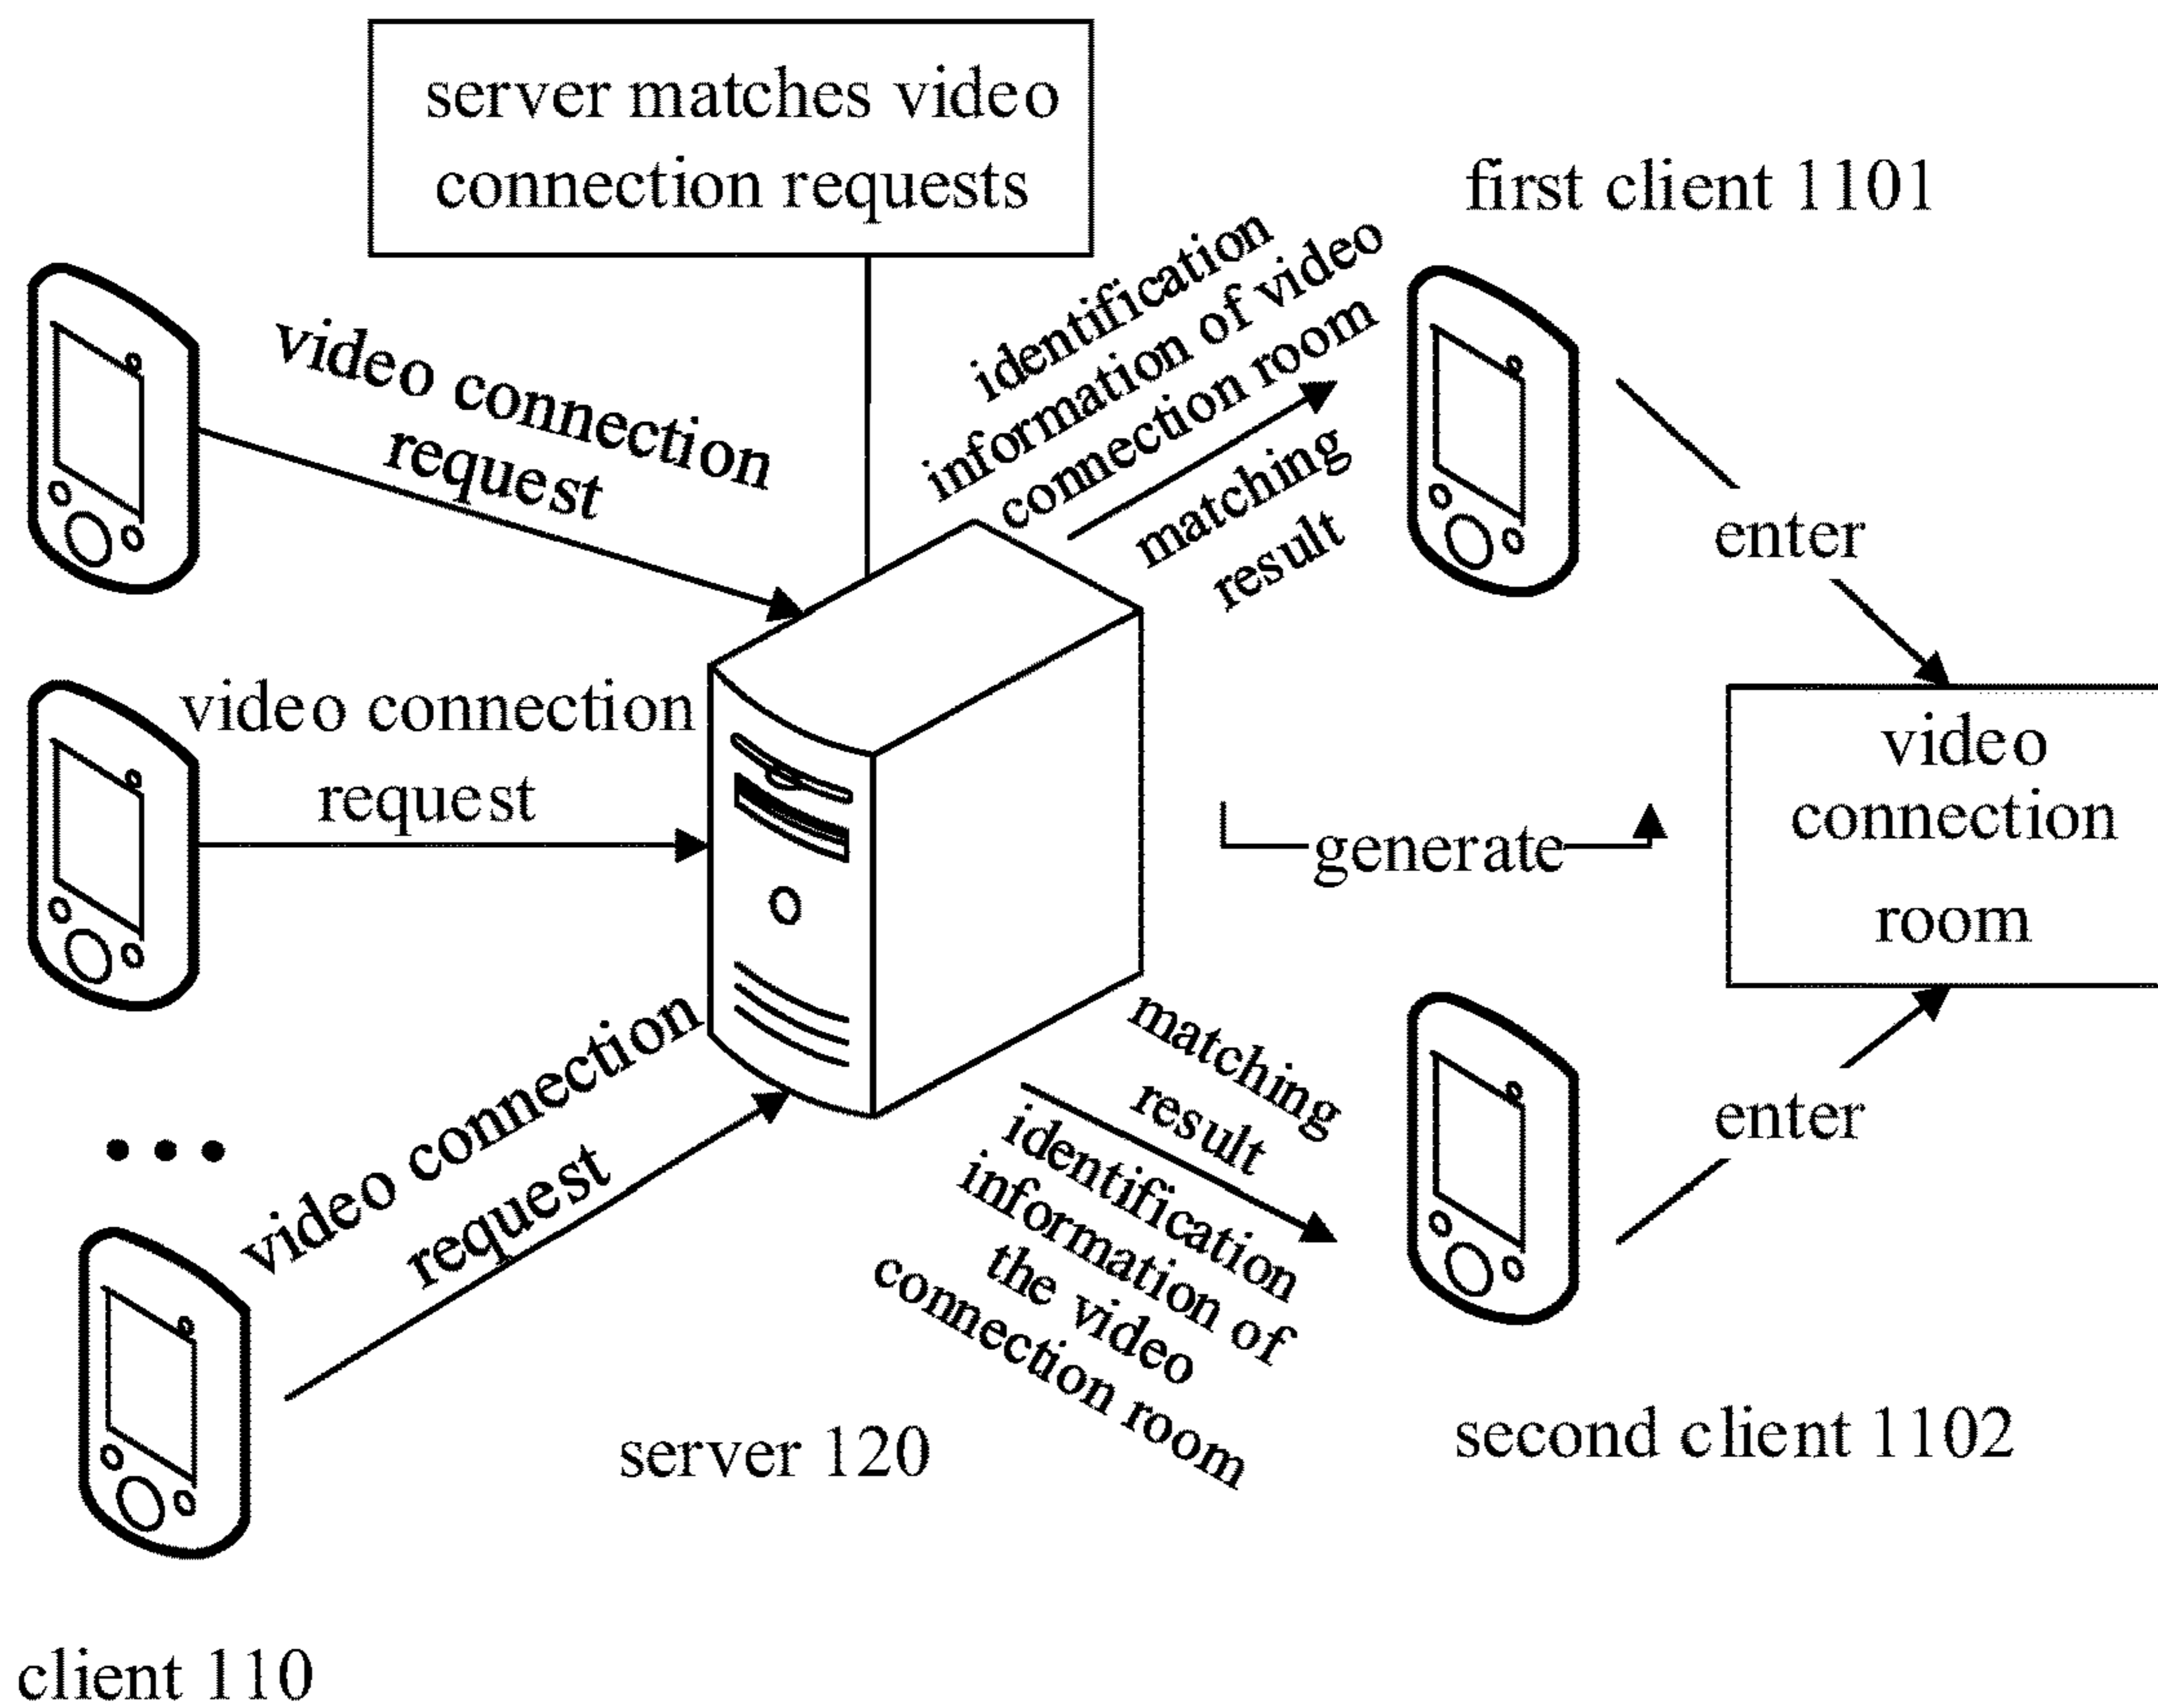 server matches video
connection requests
first client 1101
identification
information of video
connection room
matching
result
video connection
request
enter
video connection
request
video
connection
room
generate
matching
result
identification
information of
the video
connection room
enter
video connection
request
server 120
second client 1102
client 110